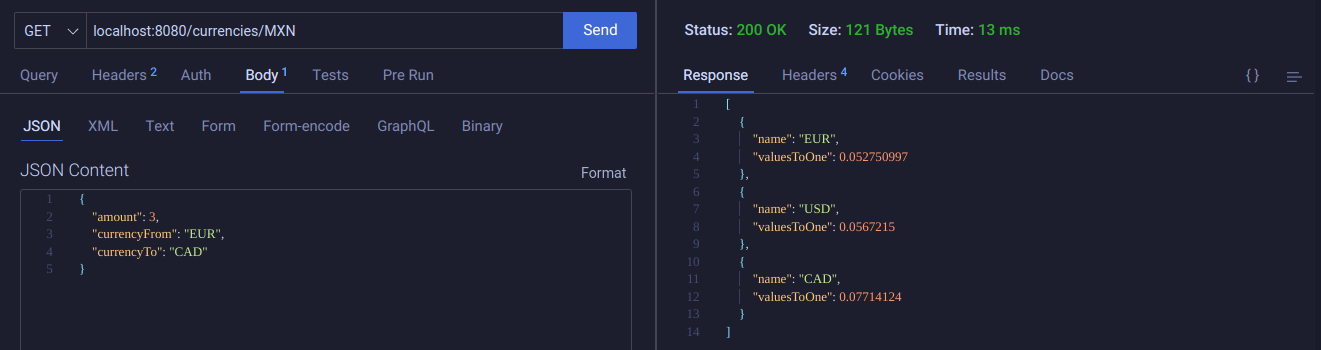 GET localhost:8080/currencies/MXN Send
Query Headers 2 Auth Body 1 Tests Pre Run
JSON XML Text Form Form-encode GraphQL Binary
JSON Content Format
1 {
2 "amount": 3,
3 "currencyFrom": "EUR",
4 "currencyTo": "CAD"
5 }
Status: 200 OK Size: 121 Bytes Time: 13 ms
Response Headers 4 Cookies Results Docs {}
1 [
2 {
3 "name": "EUR",
4 "valuesToOne": 0.052750997
5 },
6 {
7 "name": "USD",
8 "valuesToOne": 0.0567215
9 },
10 {
11 "name": "CAD",
12 "valuesToOne": 0.07714124
13 }
14 ]